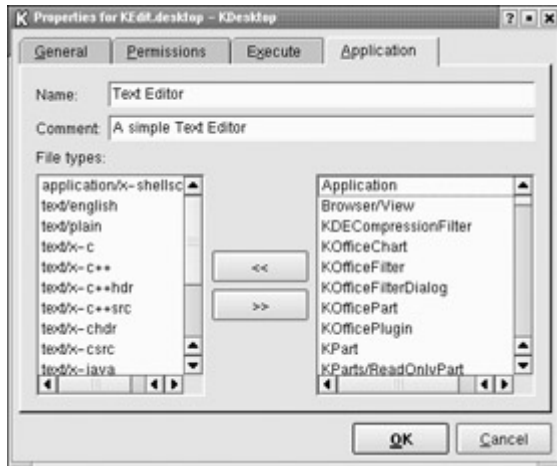 Properties for KEdit.desktop – KDesktop
General
Permissions
Execute
Application
Name:
Text Editor
Comment:
A simple Text Editor
File types:
application/x-shellsc
text/english
text/plain
text/x-c
text/x-c++
text/x-c++hdr
text/x-c++src
text/x-chdr
text/x-csrc
text/x-java
<<
>>
Application
Browser/View
KDECompressionFilter
KOfficeChart
KOfficeFilter
KOfficeFilterDialog
KOfficePart
KOfficePlugin
KPart
KParts/ReadOnlyPart
OK
Cancel